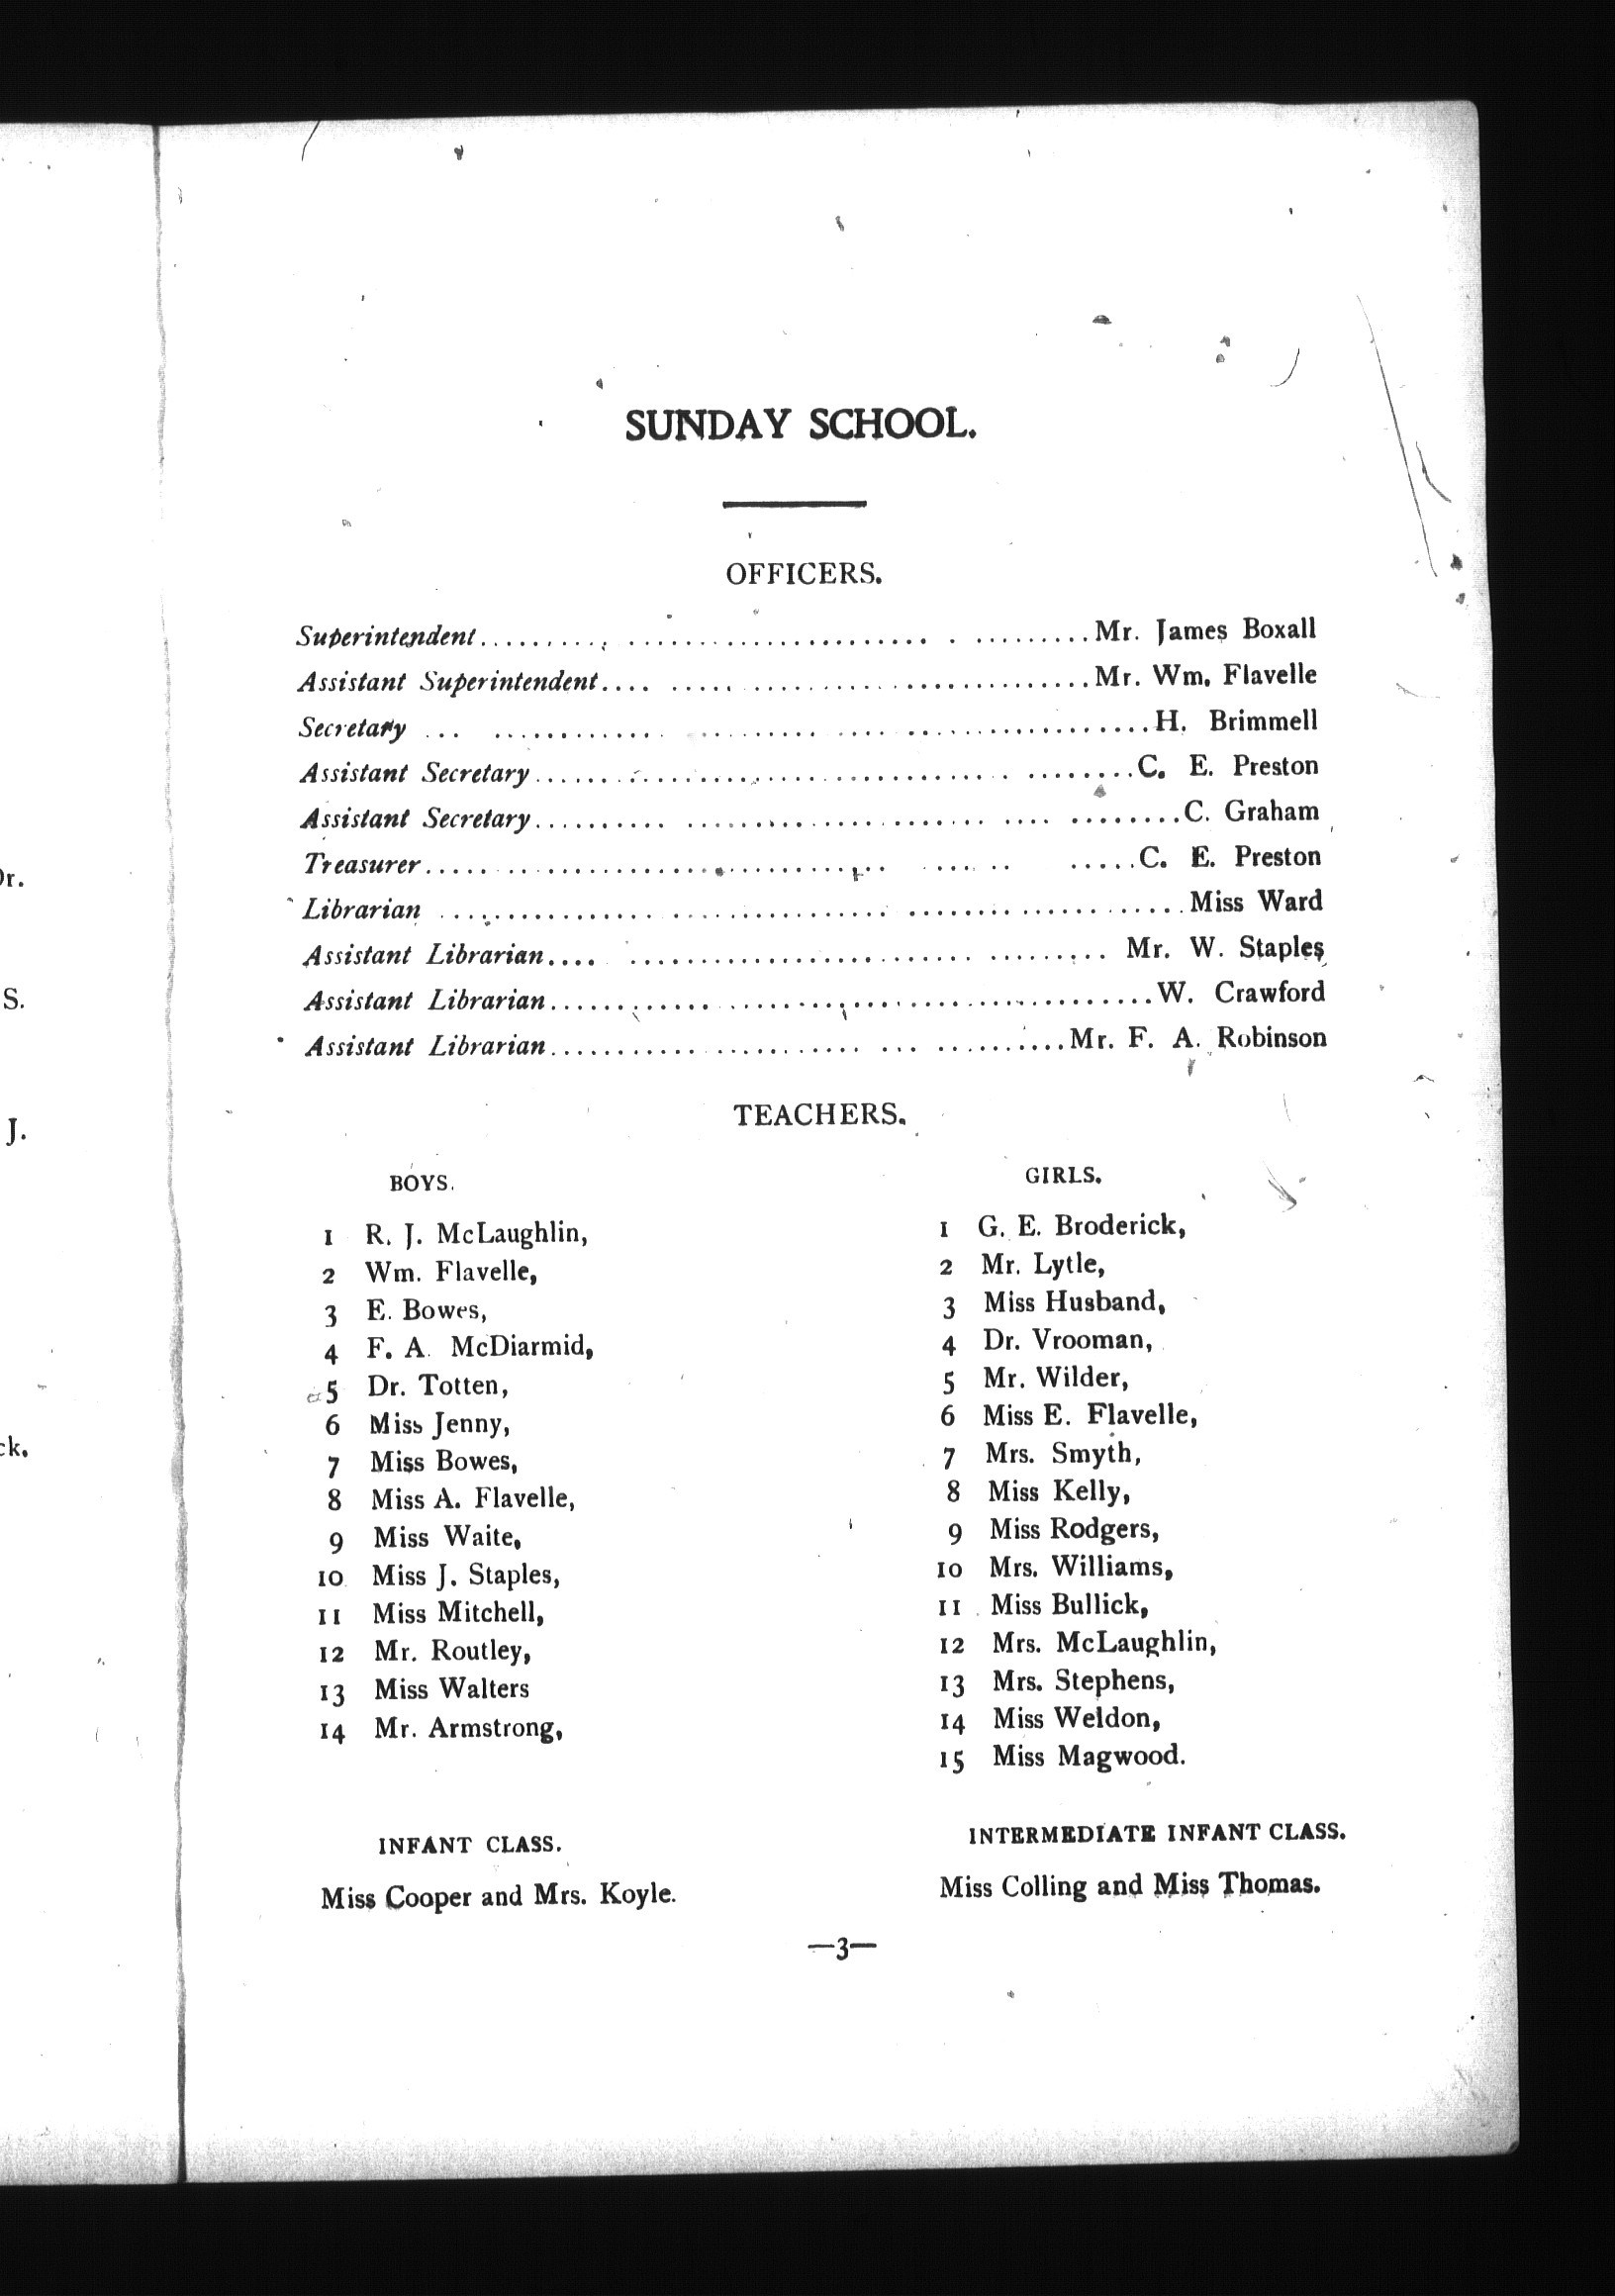 SUNDAY SCHOOL.
OFFICERS.
Superintendent.......... ......................... . .........Mr. James Boxall
Assistant Superintendent.... ..... .............................Mr. Wm. Flavelle
Secretary ... ............. ........... .... .......................H. Brimmell
Assistant Secretary................................... . ........C. E. Preston
Assistant Secretary.......... ....................... .... ........C. Graham
Treasurer................................... ...... .. .....C. E. Preston
Librarian .................... .................. ........................Miss Ward
Assistant Librarian.... .......................... ......... Mr. W. Staples
Assistant Librarian............. ................................W. Crawford
Assistant Librarian.............. ............ ... ............Mr. F. A. Robinson
TEACHERS.
BOYS.
1 R. J. McLaughlin,
2 Wm. Flavelle,
3 E. Bowes,
4 F. A. McDiarmid,
5 Dr. Totten,
6 Miss Jenny,
7 Miss Bowes,
8 Miss A. Flavelle,
9 Miss Waite,
10 Miss J. Staples,
11 Miss Mitchell,
12 Mr. Routley,
13 Miss Walters
14 Mr. Armstrong,
GIRLS.
1 G. E. Broderick,
2 Mr. Lytle,
3 Miss Husband,
4 Dr. Vrooman,
5 Mr. Wilder,
6 Miss E. Flavelle,
7 Mrs. Smyth,
8 Miss Kelly,
9 Miss Rodgers,
10 Mrs. Williams,
11 Miss Bullick,
12 Mrs. McLaughlin,
13 Mrs. Stephens,
14 Miss Weldon,
15 Miss Magwood.
INFANT CLASS.
Miss Cooper and Mrs. Koyle.
INTERMEDIATE INFANT CLASS.
Miss Colling and Miss Thomas.
—3—
S.
J.